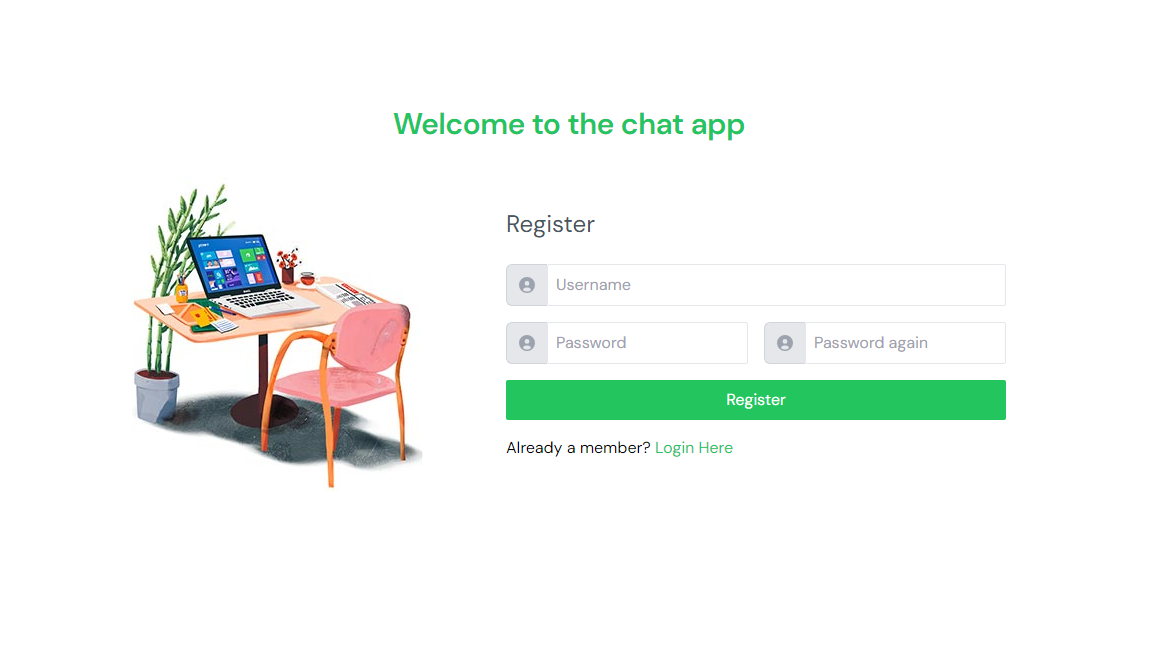 Welcome to the chat app
Register
Username
Password
Password again
Register
Already a member? Login Here